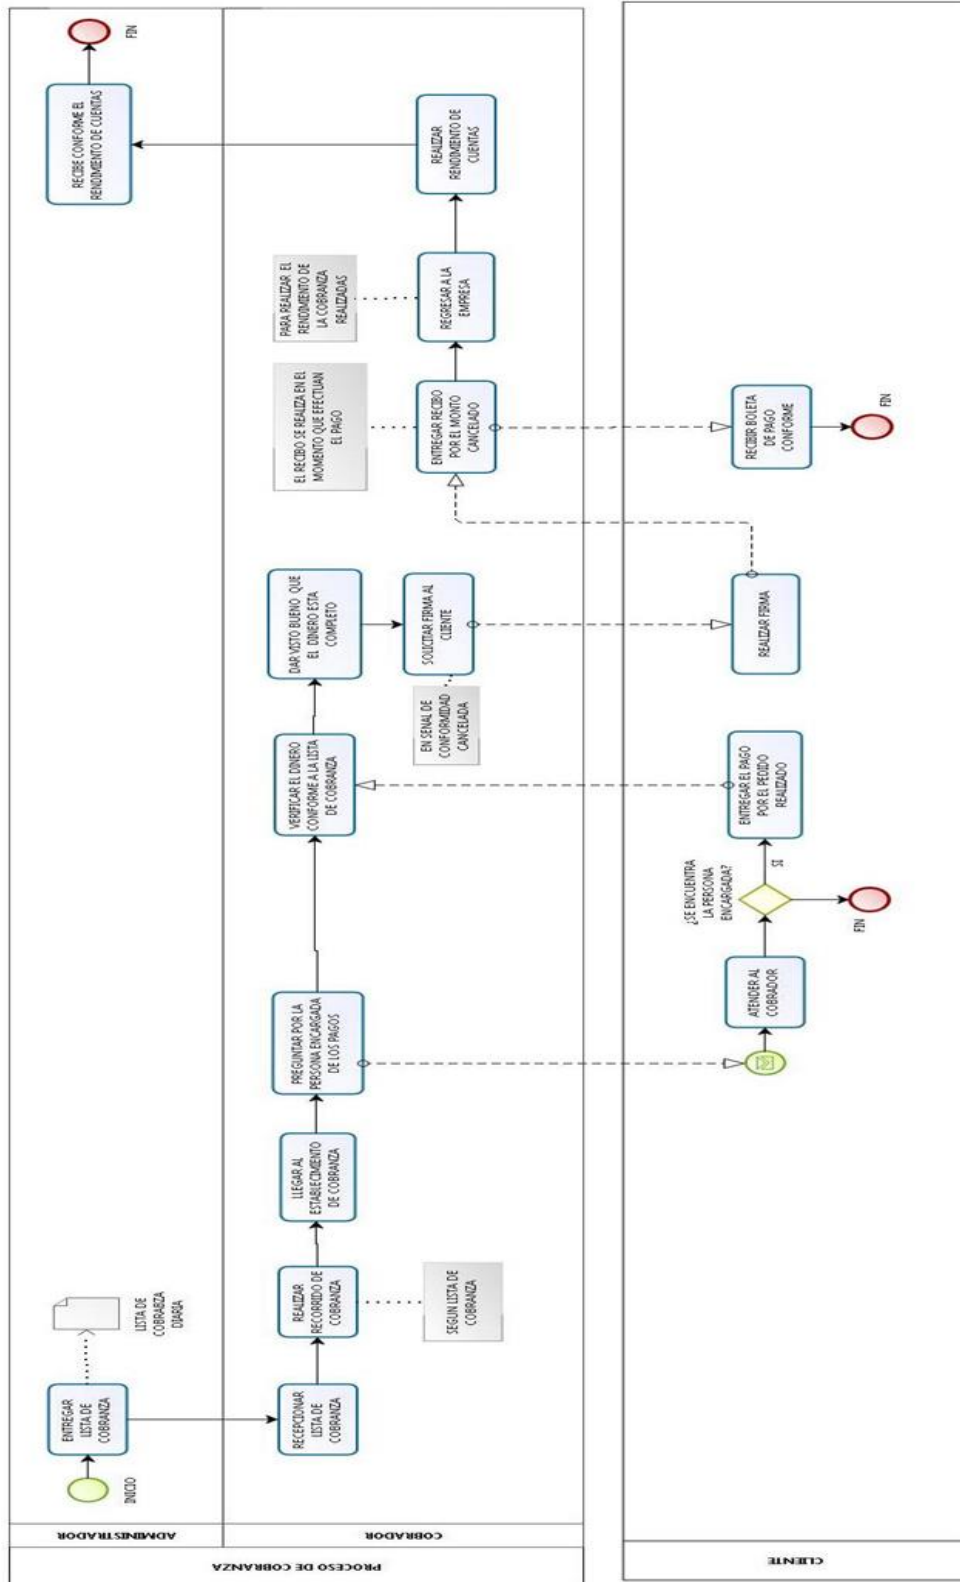 PROCESO DE COBRANZA
ADMINISTRADOR
INICIO
ENTREGAR
LISTA DE
COBRANZA
LISTA DE
COBRABZA
DIARIA
RECIBE CONFORME EL
RENDIMIENTO DE CUENTAS
FIN
COBRADOR
RECEPCIONAR
LISTA DE
COBRANZA
REALIZAR
RECORRIDO DE
COBRANZA
SEGUN LISTA DE
COBRANZA
LLEGAR AL
ESTABLECIMIENTO
DE COBRANZA
PREGUNTAR POR LA
PERSONA ENCARGADA
DE LOS PAGOS
VERIFICAR EL DINERO
CONFORME A LA LISTA
DE COBRANZA
DAR VISTO BUENO QUE
EL DINERO ESTA
COMPLETO
SOLICITAR FIRMA AL
CLIENTE
EN SENAL DE
CONFORMIDAD
CANCELADA
EL RECIBO SE REALIZA EN EL
MOMENTO QUE EFECTUAN
EL PAGO
ENTREGAR RECIBO
POR EL MONTO
CANCELADO
PARA REALIZAR EL
RENDIMIENTO DE
LA COBRANZA
REALIZADAS
REGRESAR A LA
EMPRESA
REALIZAR
RENDIMIENTO DE
CUENTAS
CLIENTE
ATENDER AL
COBRADOR
¿SE ENCUENTRA
LA PERSONA
ENCARGADA?
SI
FIN
ENTREGAR EL PAGO
POR EL PEDIDO
REALIZADO
REALIZAR FIRMA
RECIBIR BOLETA
DE PAGO
CONFORME
FIN